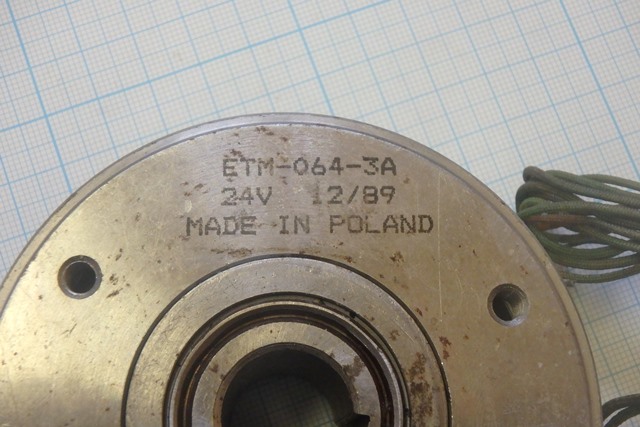 ETM-064-3A
24V 12/89
MADE IN POLAND